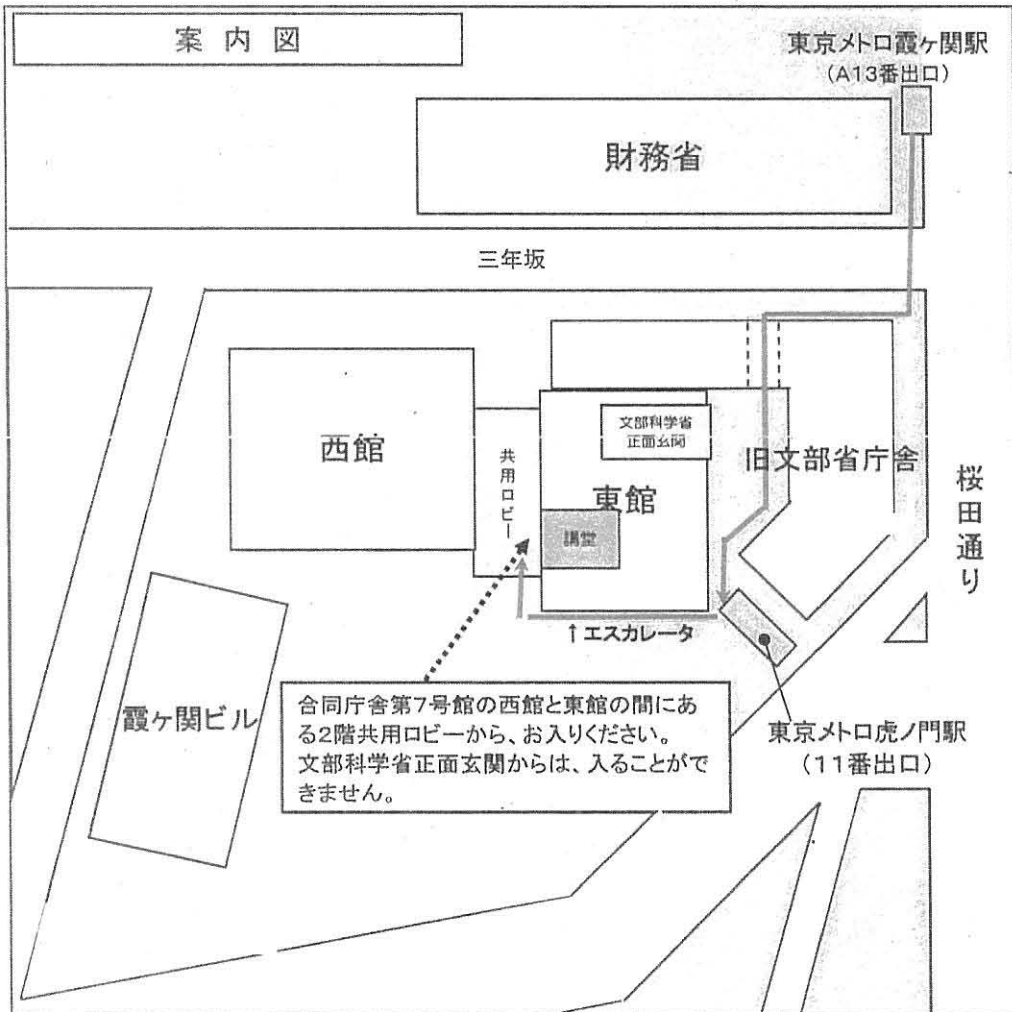 案内図
東京メトロ霞ヶ関駅
(A13番出口)
財務省
三年坂
文部科学省
正面玄関
西館
共用ロビー
東館
旧文部省庁舎
講堂
桜田通り
↑エスカレータ
合同庁舎第7号館の西館と東館の間にあ
る2階共用ロビーから、お入りください。
文部科学省正面玄関からは、入ることがで
きません。
霞ヶ関ビル
東京メトロ虎ノ門駅
(11番出口)